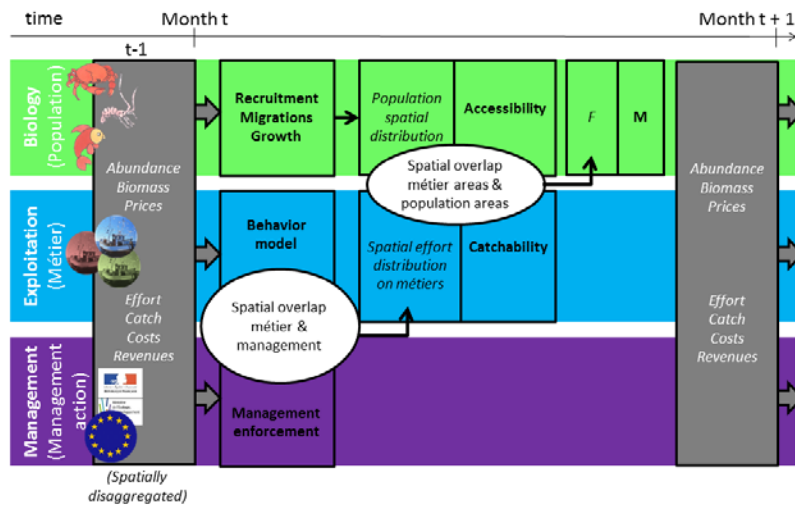 time
Month t
Month t + 1
t-1
Biology
(Population)
Recruitment
Migrations
Growth
Population
spatial
distribution
Accessibility
F
M
Abundance
Biomass
Prices
Spatial overlap
métier areas &
population areas
Abundance
Biomass
Prices
Exploitation
(Métier)
Behavior
model
Spatial effort
distribution
on métiers
Catchability
Effort
Catch
Costs
Revenues
Spatial overlap
métier &
management
Effort
Catch
Costs
Revenues
Management
(Management
action)
Management
enforcement
(Spatially
disaggregated)